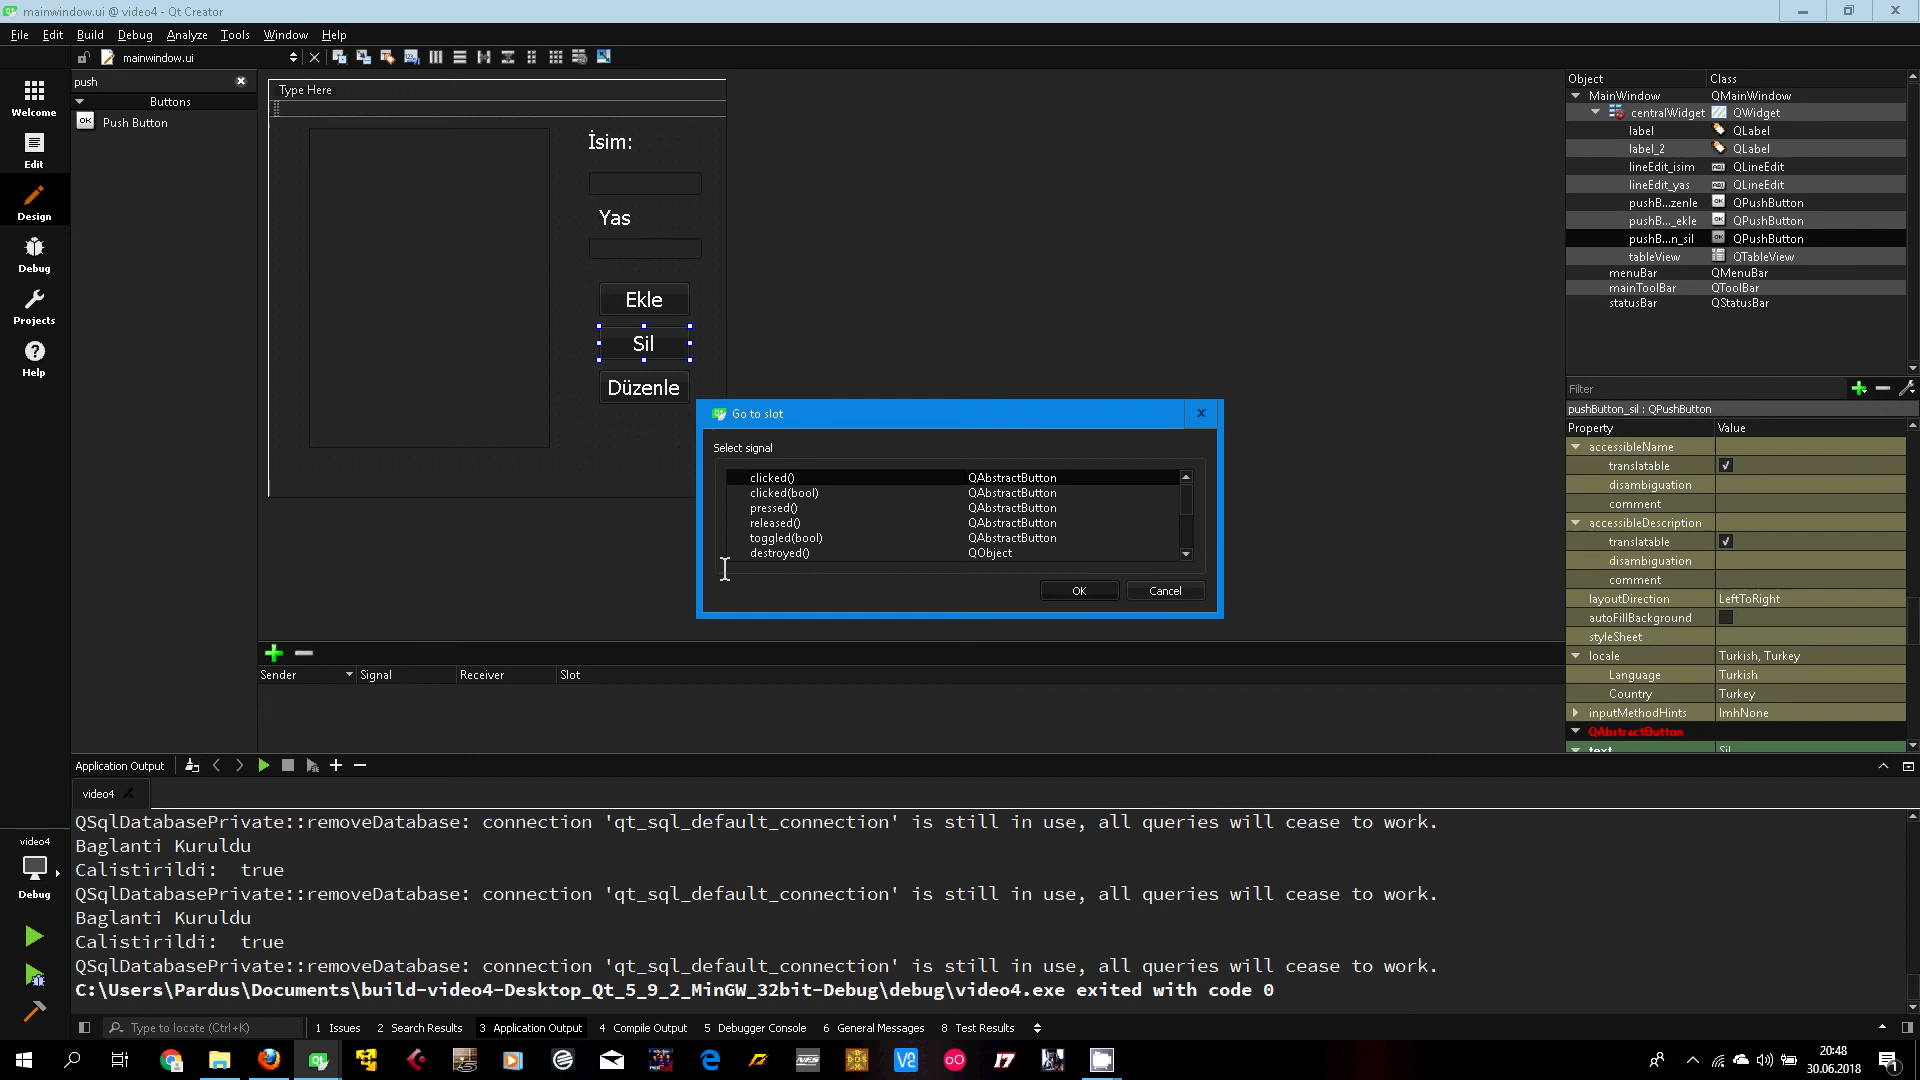 mainwindow.ui @ video4 - Qt Creator
File Edit Build Debug Analyze Tools Window Help
mainwindow.ui
push
Buttons
Push Button
Welcome
Edit
Design
Debug
Projects
Help
Type Here
İsim:
Yas
Ekle
Sil
Düzenle
Go to slot
Select signal
clicked() QAbstractButton
clicked(bool) QAbstractButton
pressed() QAbstractButton
released() QAbstractButton
toggled(bool) QAbstractButton
destroyed() QObject
OK Cancel
Sender Signal Receiver Slot
Object Class
MainWindow QMainWindow
centralWidget QWidget
label QLabel
label_2 QLabel
lineEdit_isim QLineEdit
lineEdit_yas QLineEdit
pushB...zenle QPushButton
pushB..._ekle QPushButton
pushB...n_sil QPushButton
tableView QTableView
menuBar QMenuBar
mainToolBar QToolBar
statusBar QStatusBar
Filter
pushButton_sil : QPushButton
Property Value
accessibleName
translatable
disambiguation
comment
accessibleDescription
translatable
disambiguation
comment
layoutDirection LeftToRight
autoFillBackground
styleSheet
locale Turkish, Turkey
Language Turkish
Country Turkey
inputMethodHints ImhNone
QAbstractButton
text Sil
Application Output
video4
QSqlDatabasePrivate::removeDatabase: connection 'qt_sql_default_connection' is still in use, all queries will cease to work.
Baglanti Kuruldu
Calistirildi: true
QSqlDatabasePrivate::removeDatabase: connection 'qt_sql_default_connection' is still in use, all queries will cease to work.
Baglanti Kuruldu
Calistirildi: true
QSqlDatabasePrivate::removeDatabase: connection 'qt_sql_default_connection' is still in use, all queries will cease to work.
C:\Users\Pardus\Documents\build-video4-Desktop_Qt_5_9_2_MinGW_32bit-Debug\debug\video4.exe exited with code 0
video4
Debug
Type to locate (Ctrl+K) 1 Issues 2 Search Results 3 Application Output 4 Compile Output 5 Debugger Console 6 General Messages 8 Test Results
20:48
30.06.2018